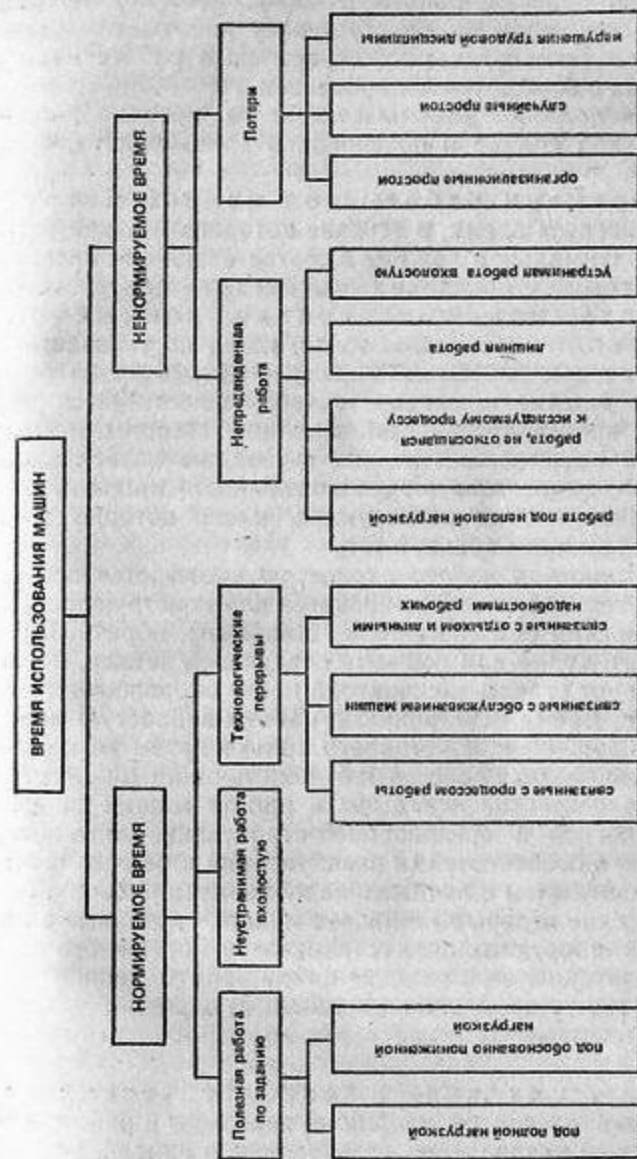 ВРЕМЯ ИСПОЛЬЗОВАНИЯ МАШИН
НОРМИРУЕМОЕ ВРЕМЯ
НЕНОРМИРУЕМОЕ ВРЕМЯ
Полезная работа
по заданию
Неустранимая работа
вхолостую
Технологические
перерывы
Непредвиденная
работа
Потери
под полной нагрузкой
под обосновано пониженной
нагрузкой
связанные с процессом работы
связанные с обслуживанием машин
связанные с отдыхом и личными
надобностями рабочих
работа под неполной нагрузкой
работа, не относящаяся
к исследуемому процессу
лишняя работа
устранимая работа вхолостую
организационные простои
случайные простои
нарушения трудовой дисциплины